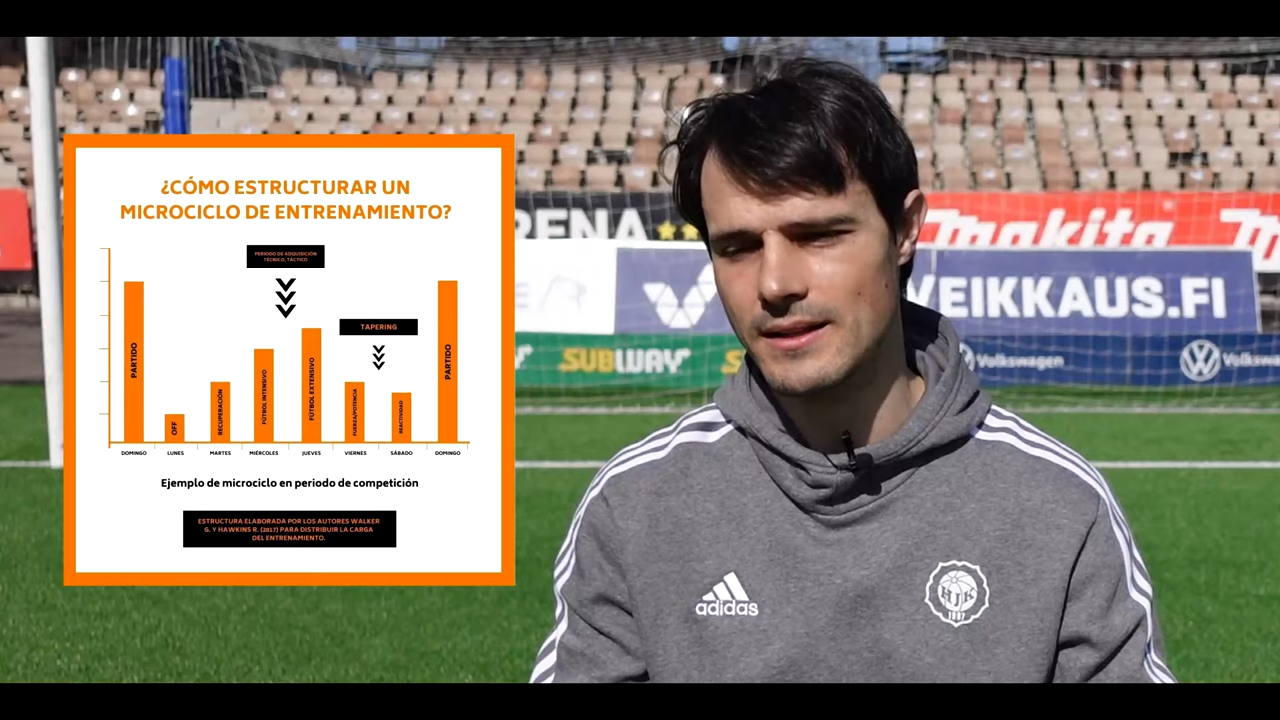 ¿CÓMO ESTRUCTURAR UN
MICROCICLO DE ENTRENAMIENTO?
PERIODO DE ADQUISICIÓN
TÉCNICO, TÁCTICO
TAPERING
PARTIDO
OFF
RECUPERACIÓN
FÚTBOL INTENSIVO
FÚTBOL EXTENSIVO
FUERZA/POTENCIA
REACTIVIDAD
PARTIDO
DOMINGO LUNES MARTES MIÉRCOLES JUEVES VIERNES SÁBADO DOMINGO
Ejemplo de microciclo en periodo de competición
ESTRUCTURA ELABORADA POR LOS AUTORES WALKER
G. Y HAWKINS R. (2017) PARA DISTRIBUIR LA CARGA
DEL ENTRENAMIENTO.
ARENA
makita
VEIKKAUS.FI
SUBWAY
Volkswagen
Volkswagen
adidas
HJK
1907